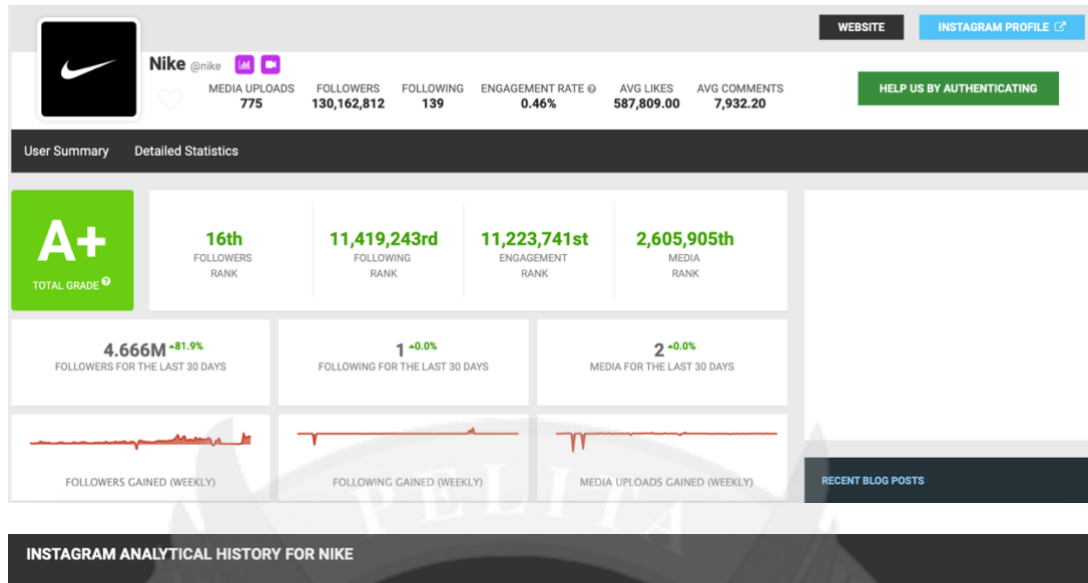 WEBSITE INSTAGRAM PROFILE
Nike @nike
MEDIA UPLOADS FOLLOWERS FOLLOWING ENGAGEMENT RATE AVG LIKES AVG COMMENTS
775 130,162,812 139 0.46% 587,809.00 7,932.20
HELP US BY AUTHENTICATING
User Summary Detailed Statistics
A+
TOTAL GRADE
16th 11,419,243rd 11,223,741st 2,605,905th
FOLLOWERS FOLLOWING ENGAGEMENT MEDIA
RANK RANK RANK RANK
4.666M 81.9% 1 0.0% 2 0.0%
FOLLOWERS FOR THE LAST 30 DAYS FOLLOWING FOR THE LAST 30 DAYS MEDIA FOR THE LAST 30 DAYS
FOLLOWERS GAINED (WEEKLY) FOLLOWING GAINED (WEEKLY) MEDIA UPLOADS GAINED (WEEKLY)
RECENT BLOG POSTS
PELITA
INSTAGRAM ANALYTICAL HISTORY FOR NIKE